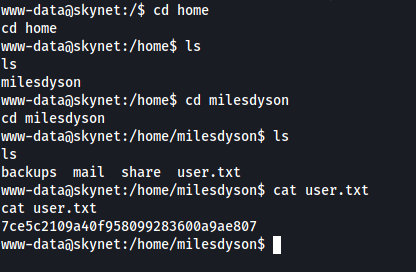 www-data@skynet:/$ cd home
cd home
www-data@skynet:/home$ ls
ls
milesdyson
www-data@skynet:/home$ cd milesdyson
cd milesdyson
www-data@skynet:/home/milesdyson$ ls
ls
backups  mail  share  user.txt
www-data@skynet:/home/milesdyson$ cat user.txt
cat user.txt
7ce5c2109a40f958099283600a9ae807
www-data@skynet:/home/milesdyson$